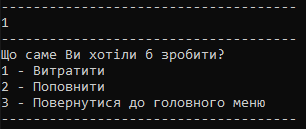 ------------------------------------
1
------------------------------------
Що саме Ви хотіли б зробити?
1 - Витратити
2 - Поповнити
3 - Повернутися до головного меню
------------------------------------